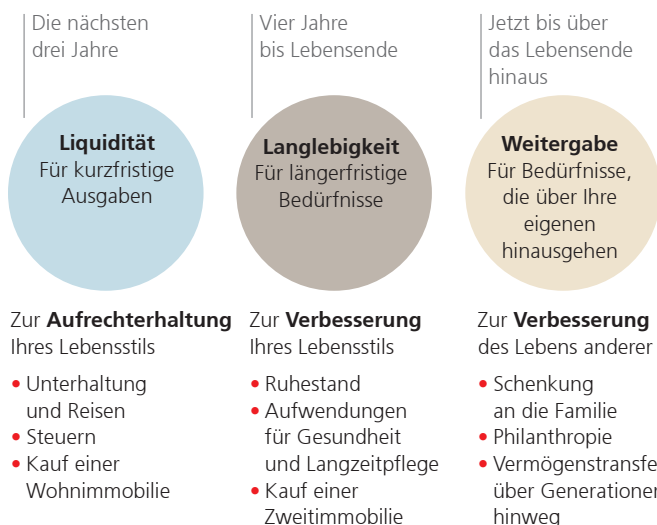 Die nächsten
drei Jahre
Liquidität
Für kurzfristige
Ausgaben
Zur Aufrechterhaltung
Ihres Lebensstils
• Unterhaltung
und Reisen
• Steuern
• Kauf einer
Wohnimmobilie
Vier Jahre
bis Lebensende
Langlebigkeit
Für längerfristige
Bedürfnisse
Zur Verbesserung
Ihres Lebensstils
• Ruhestand
• Aufwendungen
für Gesundheit
und Langzeitpflege
• Kauf einer
Zweitimmobilie
Jetzt bis über
das Lebensende
hinaus
Weitergabe
Für Bedürfnisse,
die über Ihre
eigenen
hinausgehen
Zur Verbesserung
des Lebens anderer
• Schenkung
an die Familie
• Philanthropie
• Vermögenstransfe
über Generationen
hinweg